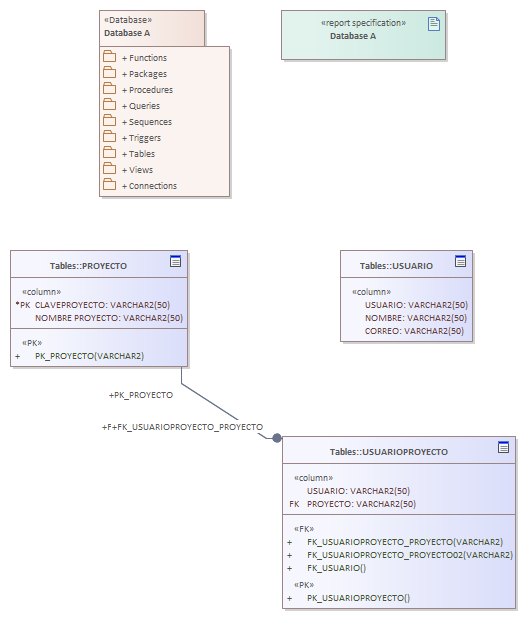 «Database»
Database A
+ Functions
+ Packages
+ Procedures
+ Queries
+ Sequences
+ Triggers
+ Tables
+ Views
+ Connections
«report specification»
Database A
Tables::PROYECTO
«column»
*PK CLAVEPROYECTO: VARCHAR2(50)
NOMBRE PROYECTO: VARCHAR2(50)
«PK»
+ PK_PROYECTO(VARCHAR2)
Tables::USUARIO
«column»
USUARIO: VARCHAR2(50)
NOMBRE: VARCHAR2(50)
CORREO: VARCHAR2(50)
+PK_PROYECTO
+F+FK_USUARIOPROYECTO_PROYECTO
Tables::USUARIOPROYECTO
«column»
USUARIO: VARCHAR2(50)
FK PROYECTO: VARCHAR2(50)
«FK»
+ FK_USUARIOPROYECTO_PROYECTO(VARCHAR2)
+ FK_USUARIOPROYECTO_PROYECTO02(VARCHAR2)
+ FK_USUARIO()
«PK»
+ PK_USUARIOPROYECTO()